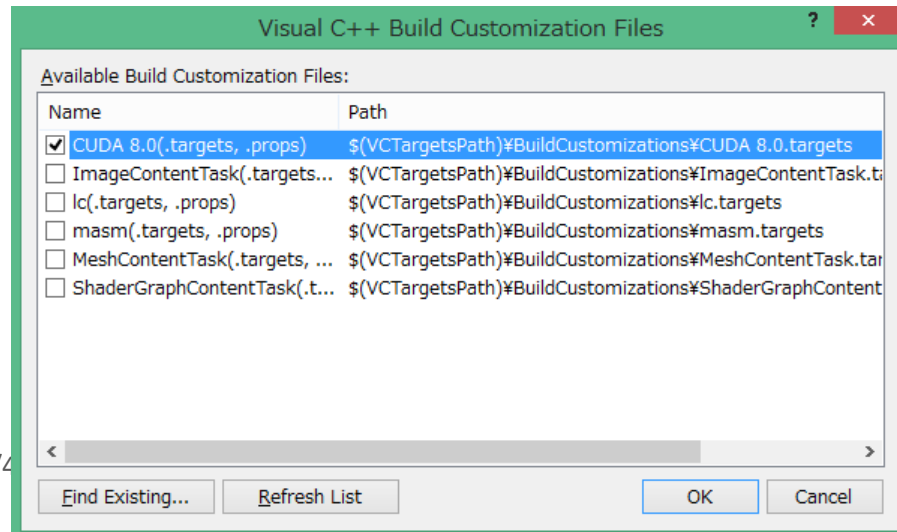 Visual C++ Build Customization Files ? ×
Available Build Customization Files:
Name Path
CUDA 8.0(.targets, .props) $(VCTargetsPath)¥BuildCustomizations¥CUDA 8.0.targets
ImageContentTask(.targets... $(VCTargetsPath)¥BuildCustomizations¥ImageContentTask.ta
lc(.targets, .props) $(VCTargetsPath)¥BuildCustomizations¥lc.targets
masm(.targets, .props) $(VCTargetsPath)¥BuildCustomizations¥masm.targets
MeshContentTask(.targets, ... $(VCTargetsPath)¥BuildCustomizations¥MeshContentTask.tar
ShaderGraphContentTask(.t... $(VCTargetsPath)¥BuildCustomizations¥ShaderGraphContent
Find Existing... Refresh List OK Cancel